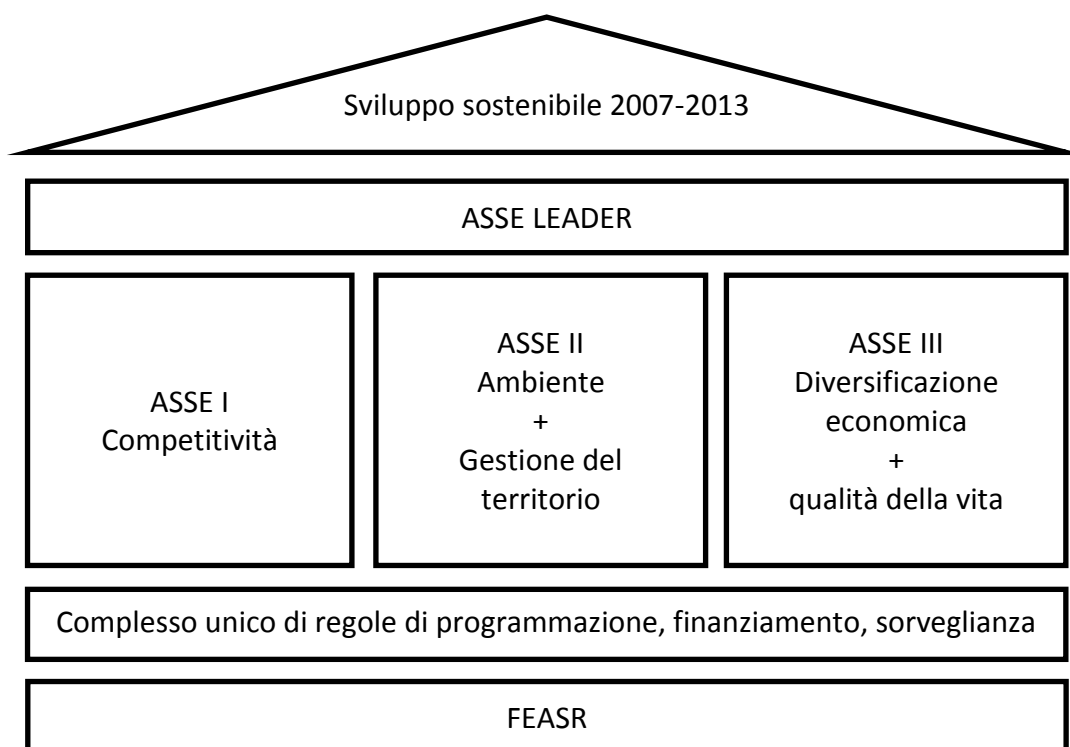 Sviluppo sostenibile 2007-2013
ASSE LEADER
ASSE I
Competitività
ASSE II
Ambiente
+
Gestione del
territorio
ASSE III
Diversificazione
economica
+
qualità della vita
Complesso unico di regole di programmazione, finanziamento, sorveglianza
FEASR